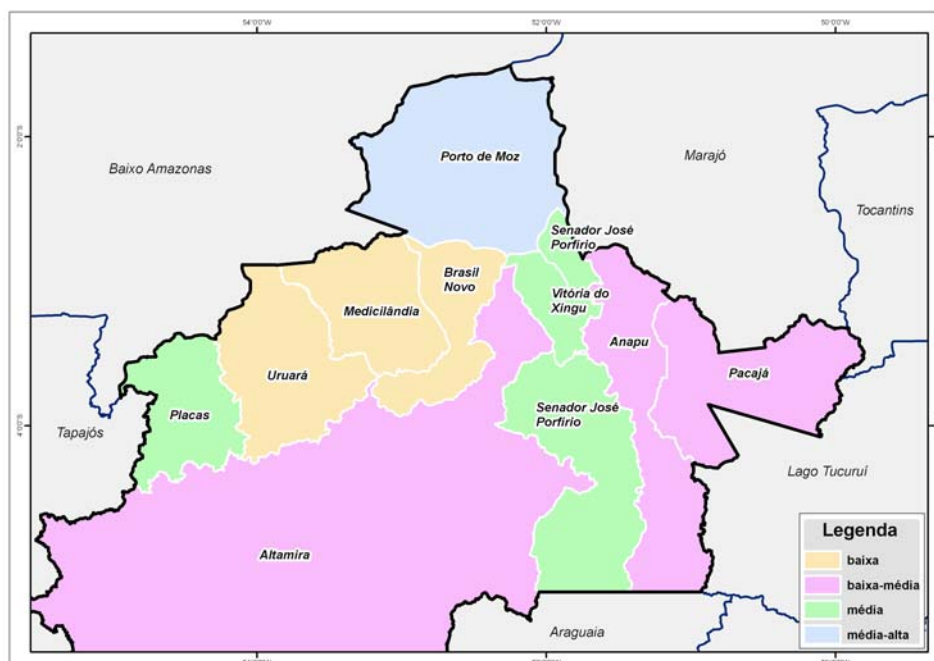 54°0'0"W
52°0'0"W
50°0'0"W
2°0'0"S
Porto de Moz
Baixo Amazonas
Marajó
Tocantins
Senador José
Porfírio
Brasil
Novo
Vitória do
Xingu
Medicilândia
Anapu
Uruará
Pacajá
Placas
Senador José
Porfírio
4°0'0"S
Tapajós
Lago Tucuruí
Altamira
Araguaia
Legenda
baixa
baixa-média
média
média-alta